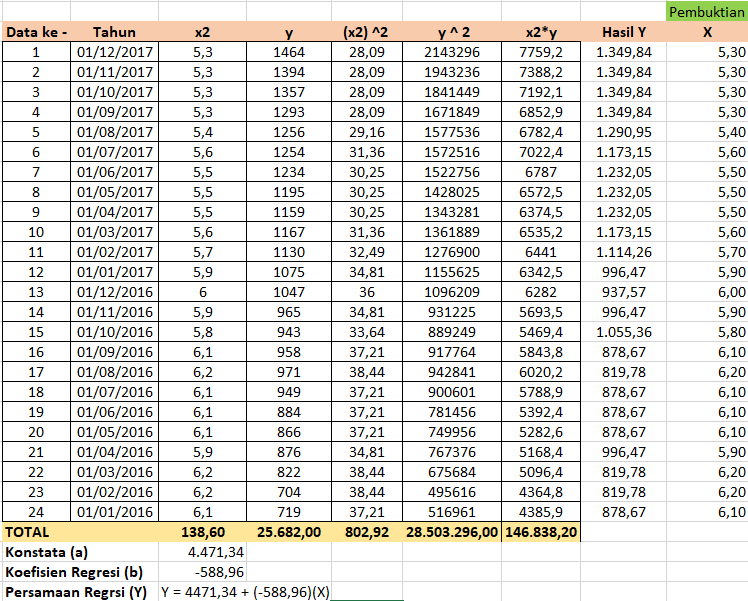 Pembuktian
Data ke - Tahun x2 y (x2) ^2 y ^ 2 x2*y Hasil Y X
1 01/12/2017 5,3 1464 28,09 2143296 7759,2 1.349,84 5,30
2 01/11/2017 5,3 1394 28,09 1943236 7388,2 1.349,84 5,30
3 01/10/2017 5,3 1357 28,09 1841449 7192,1 1.349,84 5,30
4 01/09/2017 5,3 1293 28,09 1671849 6852,9 1.349,84 5,30
5 01/08/2017 5,4 1256 29,16 1577536 6782,4 1.290,95 5,40
6 01/07/2017 5,6 1254 31,36 1572516 7022,4 1.173,15 5,60
7 01/06/2017 5,5 1234 30,25 1522756 6787 1.232,05 5,50
8 01/05/2017 5,5 1195 30,25 1428025 6572,5 1.232,05 5,50
9 01/04/2017 5,5 1159 30,25 1343281 6374,5 1.232,05 5,50
10 01/03/2017 5,6 1167 31,36 1361889 6535,2 1.173,15 5,60
11 01/02/2017 5,7 1130 32,49 1276900 6441 1.114,26 5,70
12 01/01/2017 5,9 1075 34,81 1155625 6342,5 996,47 5,90
13 01/12/2016 6 1047 36 1096209 6282 937,57 6,00
14 01/11/2016 5,9 965 34,81 931225 5693,5 996,47 5,90
15 01/10/2016 5,8 943 33,64 889249 5469,4 1.055,36 5,80
16 01/09/2016 6,1 958 37,21 917764 5843,8 878,67 6,10
17 01/08/2016 6,2 971 38,44 942841 6020,2 819,78 6,20
18 01/07/2016 6,1 949 37,21 900601 5788,9 878,67 6,10
19 01/06/2016 6,1 884 37,21 781456 5392,4 878,67 6,10
20 01/05/2016 6,1 866 37,21 749956 5282,6 878,67 6,10
21 01/04/2016 5,9 876 34,81 767376 5168,4 996,47 5,90
22 01/03/2016 6,2 822 38,44 675684 5096,4 819,78 6,20
23 01/02/2016 6,2 704 38,44 495616 4364,8 819,78 6,20
24 01/01/2016 6,1 719 37,21 516961 4385,9 878,67 6,10
TOTAL 138,60 25.682,00 802,92 28.503.296,00 146.838,20
Konstata (a) 4.471,34
Koefisien Regresi (b) -588,96
Persamaan Regrsi (Y) Y = 4471,34 + (-588,96)(X)